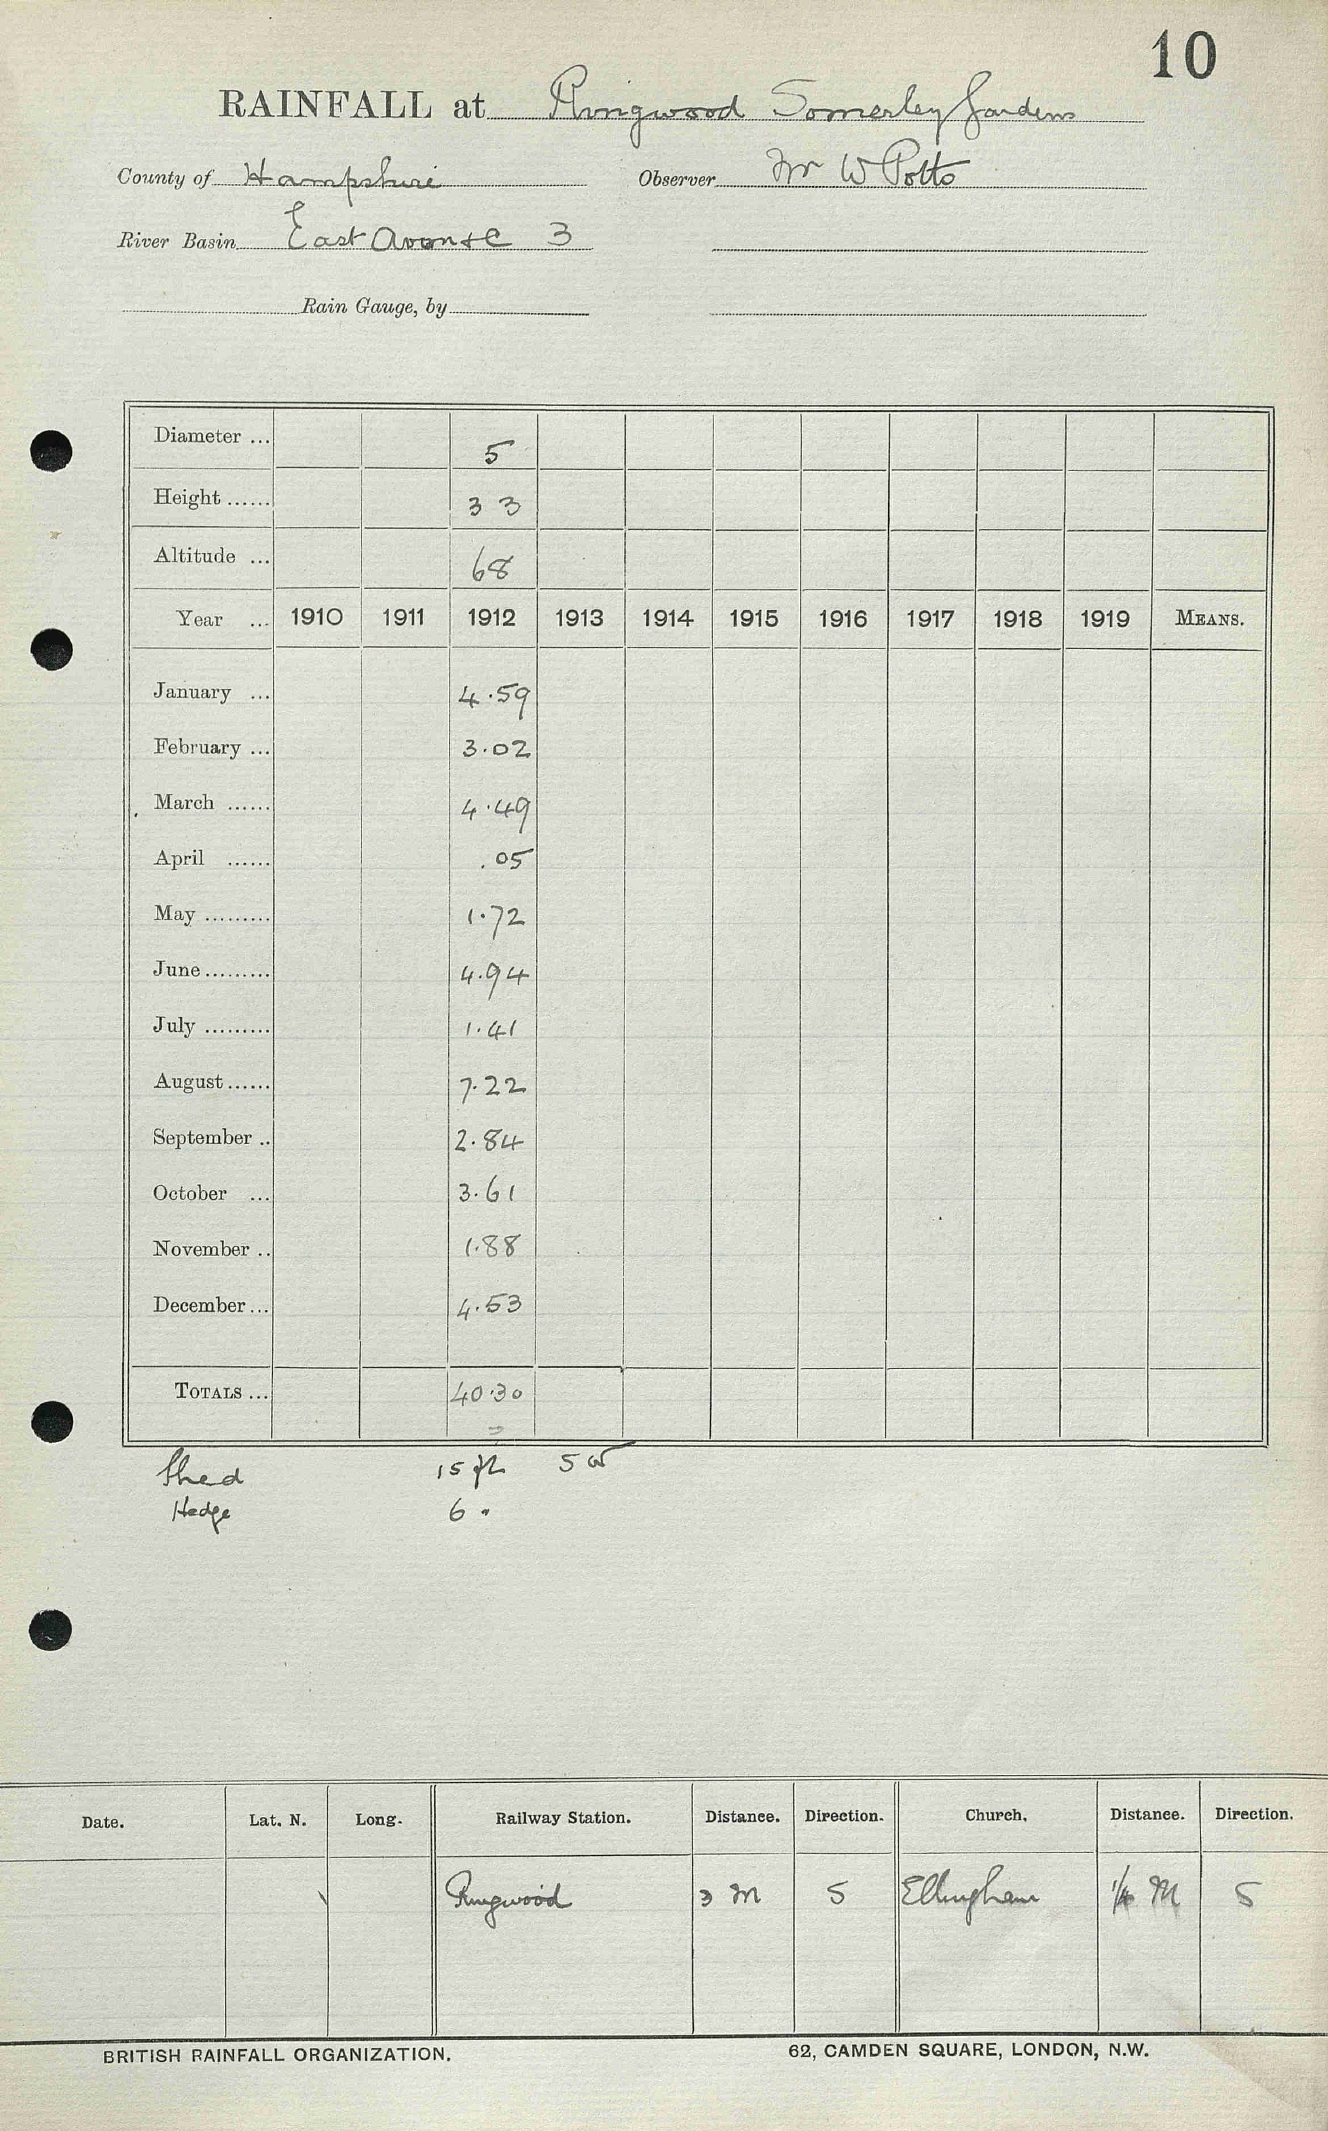 10
RAINFALL at Ringwood Somerley Gardens
County of Hampshire Observer Mr W Potts
River Basin East Avon &c 3
Rain Gauge, by
Diameter ... 5
Height ...... 33
Altitude ... 68
Year ... 1910 1911 1912 1913 1914 1915 1916 1917 1918 1919 MEANS.
January ... 4.59
February ... 3.02
March ...... 4.49
April ...... .05
May ......... 1.72
June ......... 4.94
July ......... 1.41
August ...... 7.22
September .. 2.84
October ... 3.61
November .. 1.88
December ... 4.53
TOTALS ... 40.30
Shed 15 ft SW
Hedge 6 "
Date. Lat. N. Long. Railway Station. Distance. Direction. Church. Distance. Direction.
Ringwood 3 M S Ellingham 1/4 M S
BRITISH RAINFALL ORGANIZATION. 62, CAMDEN SQUARE, LONDON, N.W.